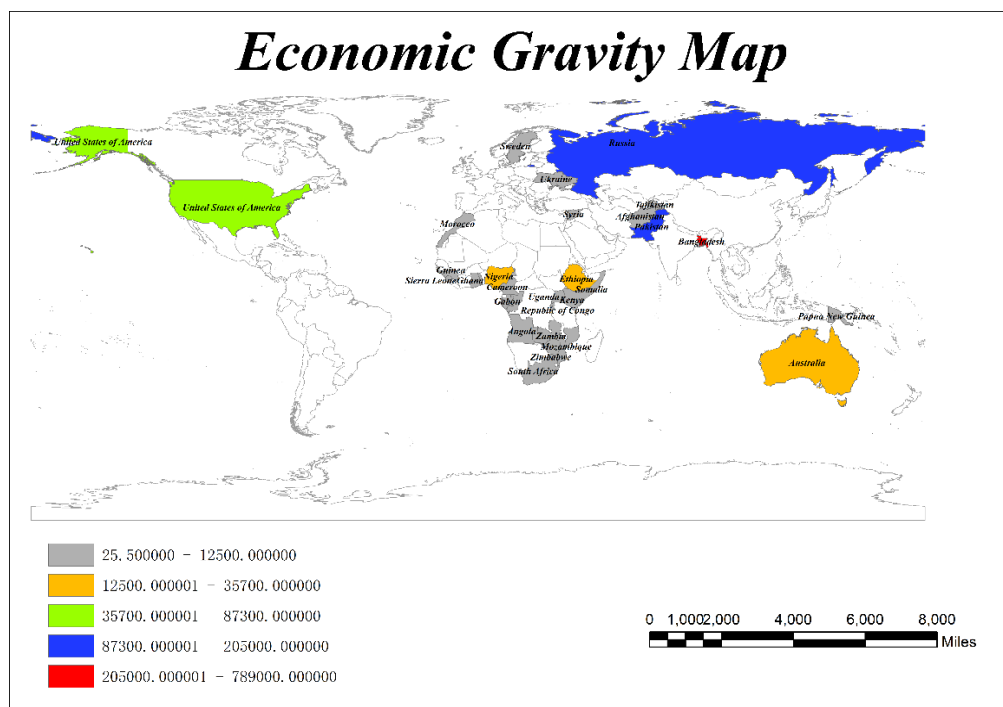 Economic Gravity Map
United States of America
Sweden
Russia
Ukraine
United States of America
Morocco
Syria
Tajikistan
Afghanistan
Pakistan
Bangladesh
Guinea
Sierra Leone
Ghana
Nigeria
Cameroon
Gabon
Ethiopia
Somalia
Uganda
Kenya
Republic of Congo
Angola
Zambia
Mozambique
Zimbabwe
South Africa
Papua New Guinea
Australia
25.500000 - 12500.000000
12500.000001 - 35700.000000
35700.000001 87300.000000
87300.000001 205000.000000
205000.000001 - 789000.000000
0 1,000 2,000 4,000 6,000 8,000
Miles